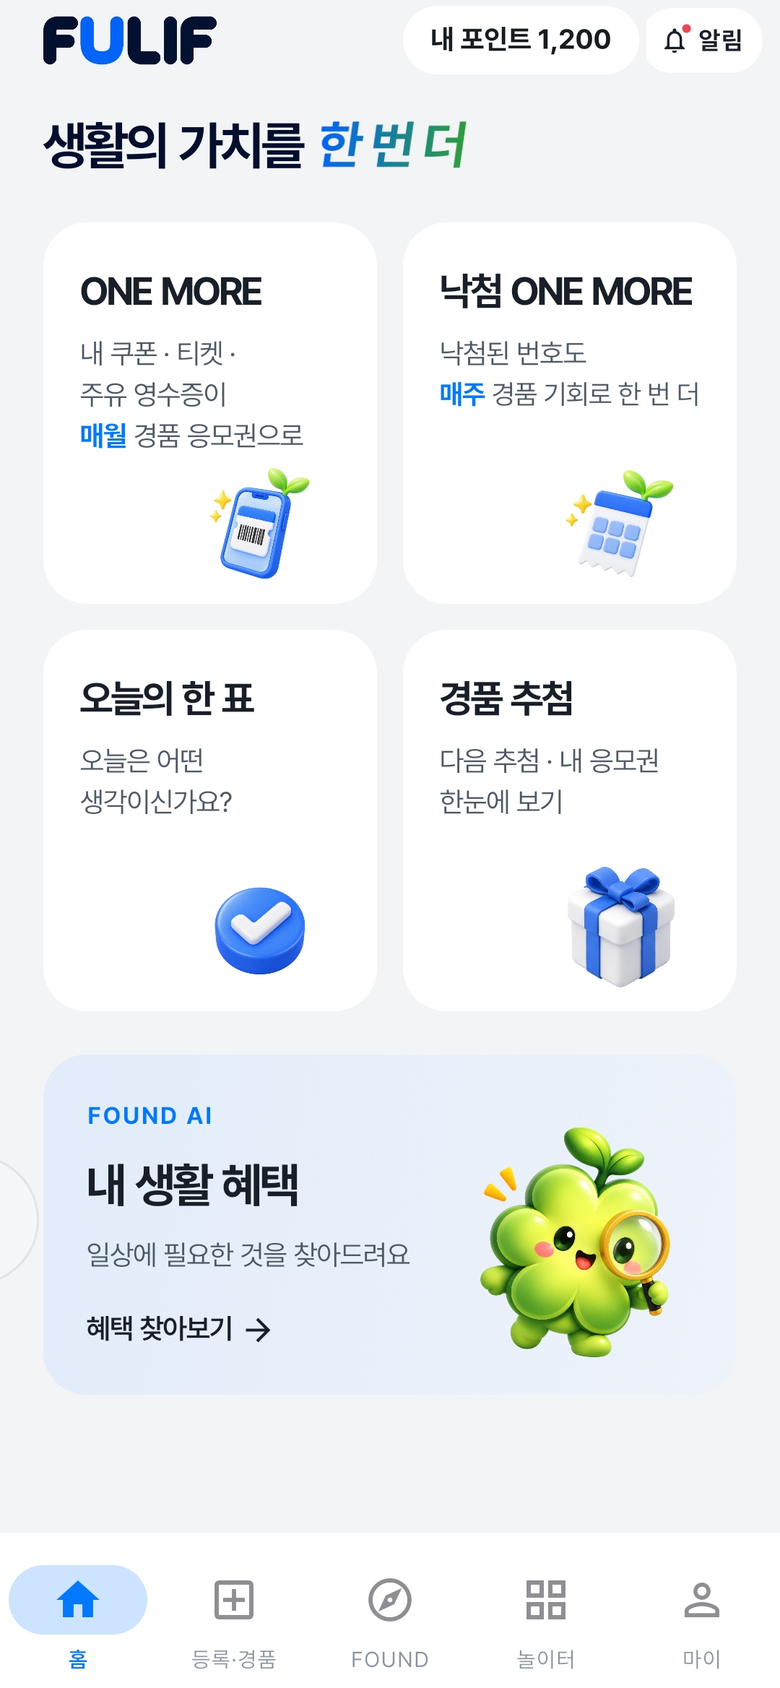 FULIF
내 포인트 1,200
알림
생활의 가치를 한 번 더
ONE MORE
내 쿠폰 · 티켓 ·
주유 영수증이
매월 경품 응모권으로
낙첨 ONE MORE
낙첨된 번호도
매주 경품 기회로 한 번 더
오늘의 한 표
오늘은 어떤
생각이신가요?
경품 추첨
다음 추첨 · 내 응모권
한눈에 보기
FOUND AI
내 생활 혜택
일상에 필요한 것을 찾아드려요
혜택 찾아보기 →
홈
등록·경품
FOUND
놀이터
마이